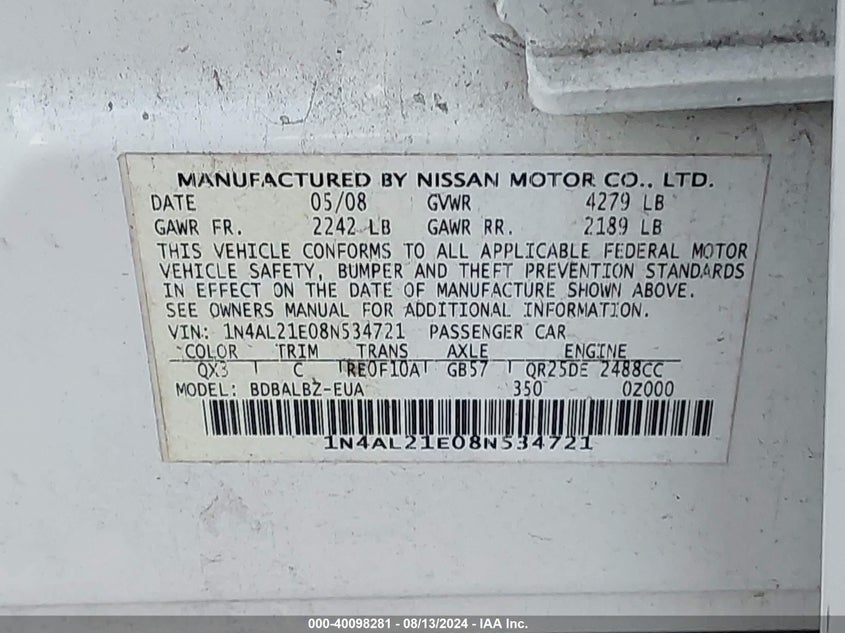 MANUFACTURED BY NISSAN MOTOR CO., LTD.
DATE 05/08 GVWR 4279 LB
GAWR FR. 2242 LB GAWR RR. 2189 LB
THIS VEHICLE CONFORMS TO ALL APPLICABLE FEDERAL MOTOR
VEHICLE SAFETY, BUMPER AND THEFT PREVENTION STANDARDS
IN EFFECT ON THE DATE OF MANUFACTURE SHOWN ABOVE.
SEE OWNERS MANUAL FOR ADDITIONAL INFORMATION.
VIN: 1N4AL21E08N534721 PASSENGER CAR
COLOR TRIM TRANS AXLE ENGINE
QX3 C RE0F10A GB57 QR25DE 2488CC
MODEL: BDBALBZ-EUA 350 0Z000
1N4AL21E08N534721
000-40098281 - 08/13/2024 - IAA Inc.